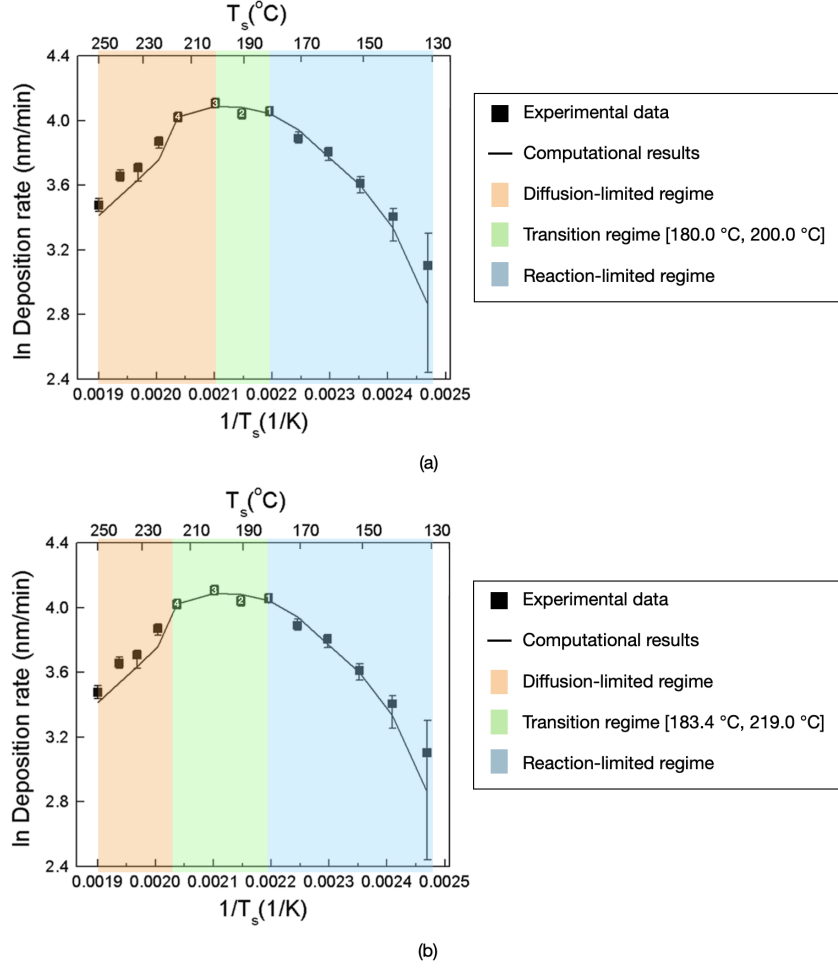 Tₛ(°C)
250 230 210 190 170 150 130
4.4
4.0
3.6
3.2
2.8
2.4
ln Deposition rate (nm/min)
4 3 2 1
0.0019 0.0020 0.0021 0.0022 0.0023 0.0024 0.0025
1/Tₛ(1/K)
Experimental data
Computational results
Diffusion-limited regime
Transition regime [180.0 °C, 200.0 °C]
Reaction-limited regime
(a)
Tₛ(°C)
250 230 210 190 170 150 130
4.4
4.0
3.6
3.2
2.8
2.4
ln Deposition rate (nm/min)
4 3 2 1
0.0019 0.0020 0.0021 0.0022 0.0023 0.0024 0.0025
1/Tₛ(1/K)
Experimental data
Computational results
Diffusion-limited regime
Transition regime [183.4 °C, 219.0 °C]
Reaction-limited regime
(b)